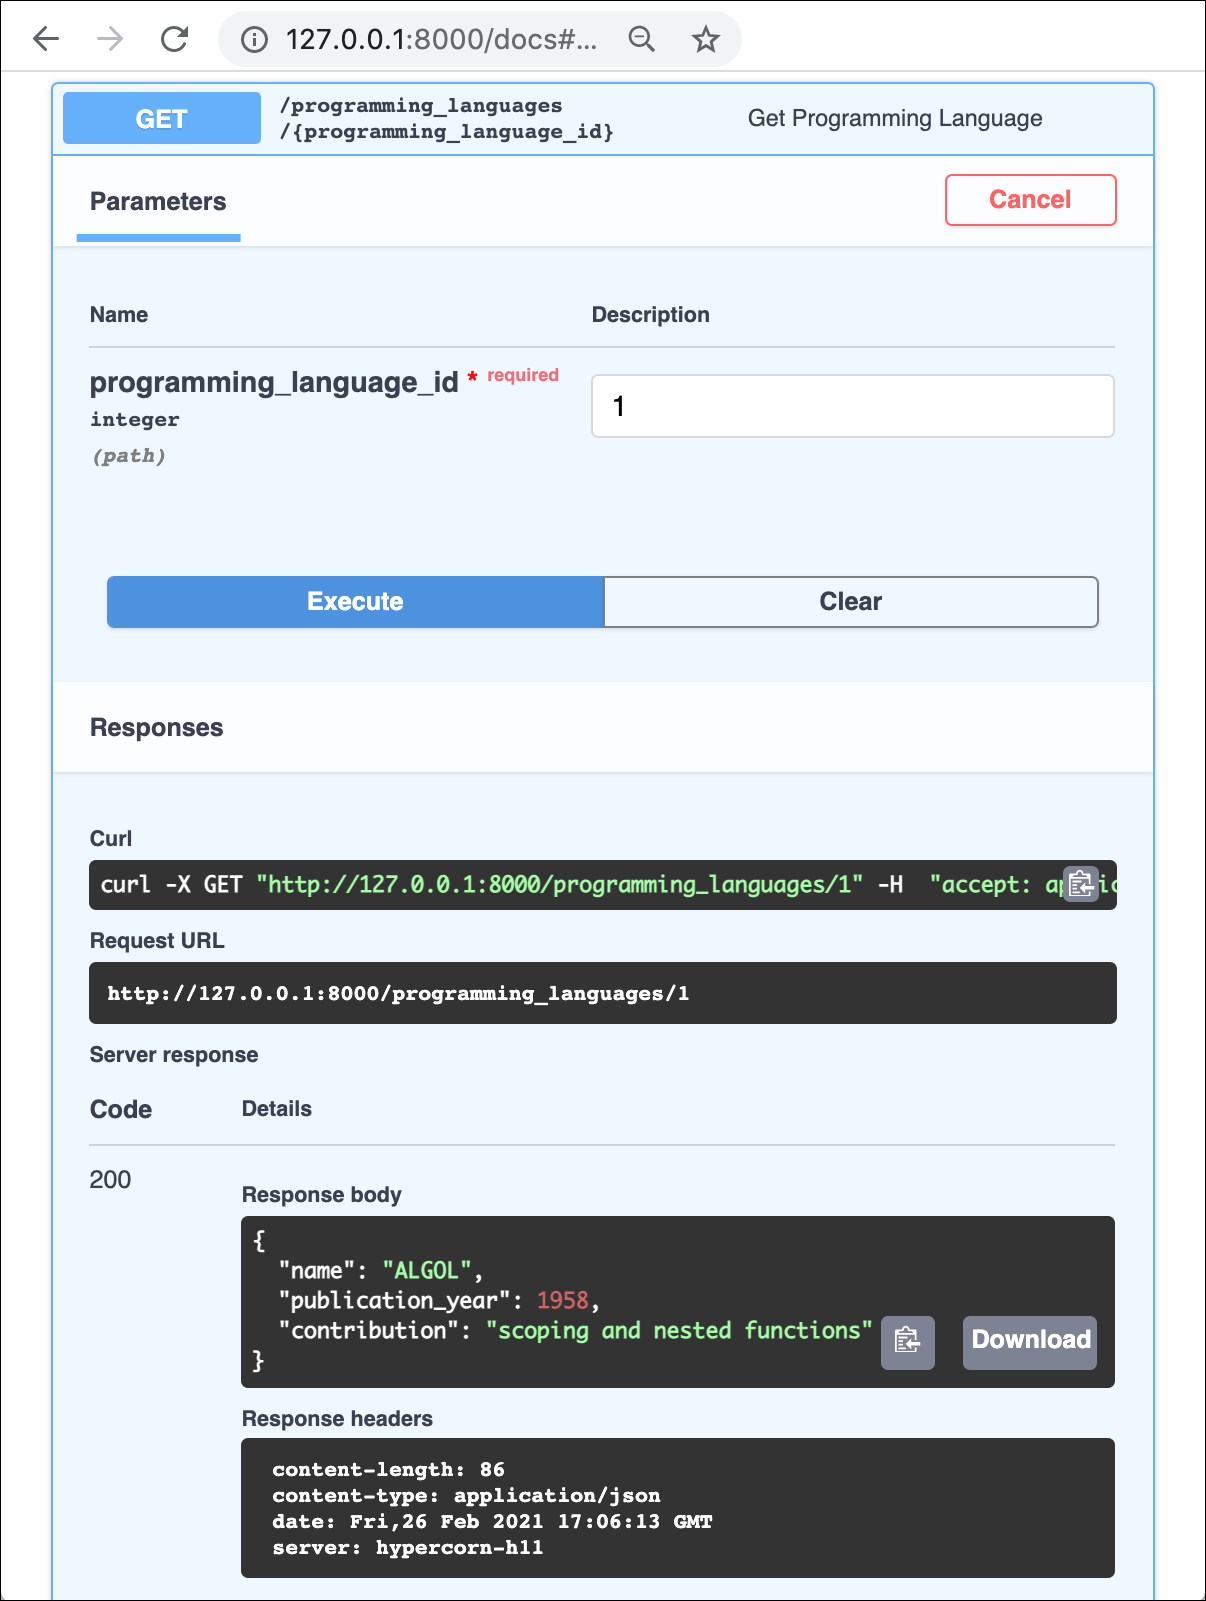 127.0.0.1:8000/docs#...
GET
/programming_languages
/{programming_language_id}
Get Programming Language
Parameters
Cancel
Name
Description
programming_language_id * required
integer
(path)
1
Execute
Clear
Responses
Curl
curl -X GET "http://127.0.0.1:8000/programming_languages/1" -H  "accept:
Request URL
http://127.0.0.1:8000/programming_languages/1
Server response
Code
Details
200
Response body
{
  "name": "ALGOL",
  "publication_year": 1958,
  "contribution": "scoping and nested functions"
}
Download
Response headers
content-length: 86
content-type: application/json
date: Fri,26 Feb 2021 17:06:13 GMT
server: hypercorn-h11